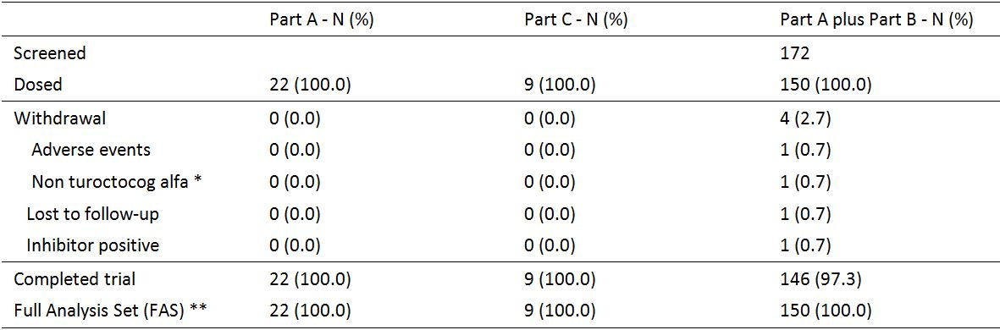 Part A - N (%) Part C - N (%) Part A plus Part B - N (%)
Screened 172
Dosed 22 (100.0) 9 (100.0) 150 (100.0)
Withdrawal 0 (0.0) 0 (0.0) 4 (2.7)
Adverse events 0 (0.0) 0 (0.0) 1 (0.7)
Non turoctocog alfa * 0 (0.0) 0 (0.0) 1 (0.7)
Lost to follow-up 0 (0.0) 0 (0.0) 1 (0.7)
Inhibitor positive 0 (0.0) 0 (0.0) 1 (0.7)
Completed trial 22 (100.0) 9 (100.0) 146 (97.3)
Full Analysis Set (FAS) ** 22 (100.0) 9 (100.0) 150 (100.0)